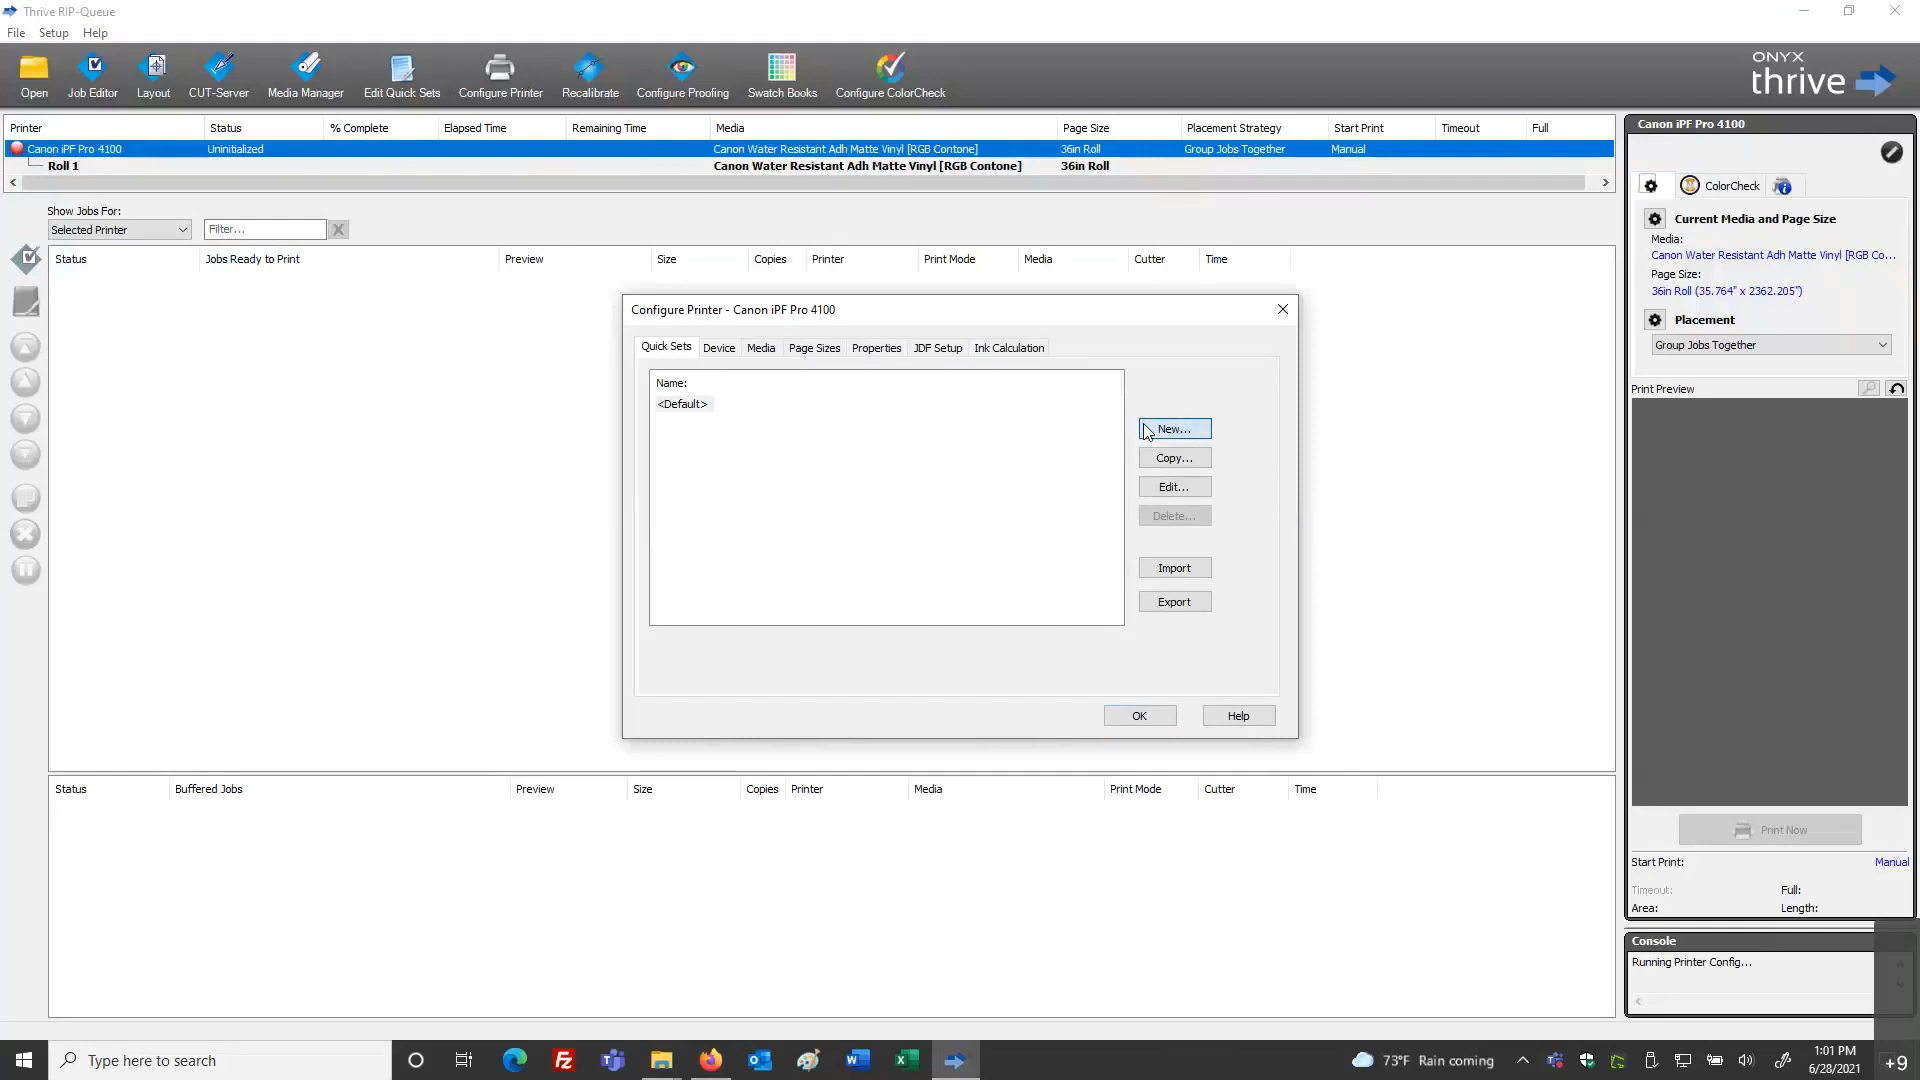 Thrive RIP-Queue
File Setup Help
Open Job Editor Layout CUT-Server Media Manager Edit Quick Sets Configure Printer Recalibrate Configure Proofing Swatch Books Configure ColorCheck
ONYX
thrive
Printer Status % Complete Elapsed Time Remaining Time Media Page Size Placement Strategy Start Print Timeout Full
Canon iPF Pro 4100 Uninitialized Canon Water Resistant Adh Matte Vinyl [RGB Contone] 36in Roll Group Jobs Together Manual
Roll 1 Canon Water Resistant Adh Matte Vinyl [RGB Contone] 36in Roll
Show Jobs For:
Selected Printer Filter... X
Status Jobs Ready to Print Preview Size Copies Printer Print Mode Media Cutter Time
Configure Printer - Canon iPF Pro 4100
Quick Sets Device Media Page Sizes Properties JDF Setup Ink Calculation
Name:
<Default>
New...
Copy...
Edit...
Delete...
Import
Export
OK Help
Status Buffered Jobs Preview Size Copies Printer Media Print Mode Cutter Time
Canon iPF Pro 4100
ColorCheck
Current Media and Page Size
Media:
Canon Water Resistant Adh Matte Vinyl [RGB Co...
Page Size:
36in Roll (35.764" x 2362.205")
Placement
Group Jobs Together
Print Preview
Print Now
Start Print: Manual
Timeout: Full:
Area: Length:
Console
Running Printer Config...
Type here to search
73°F Rain coming
1:01 PM
6/28/2021
+9